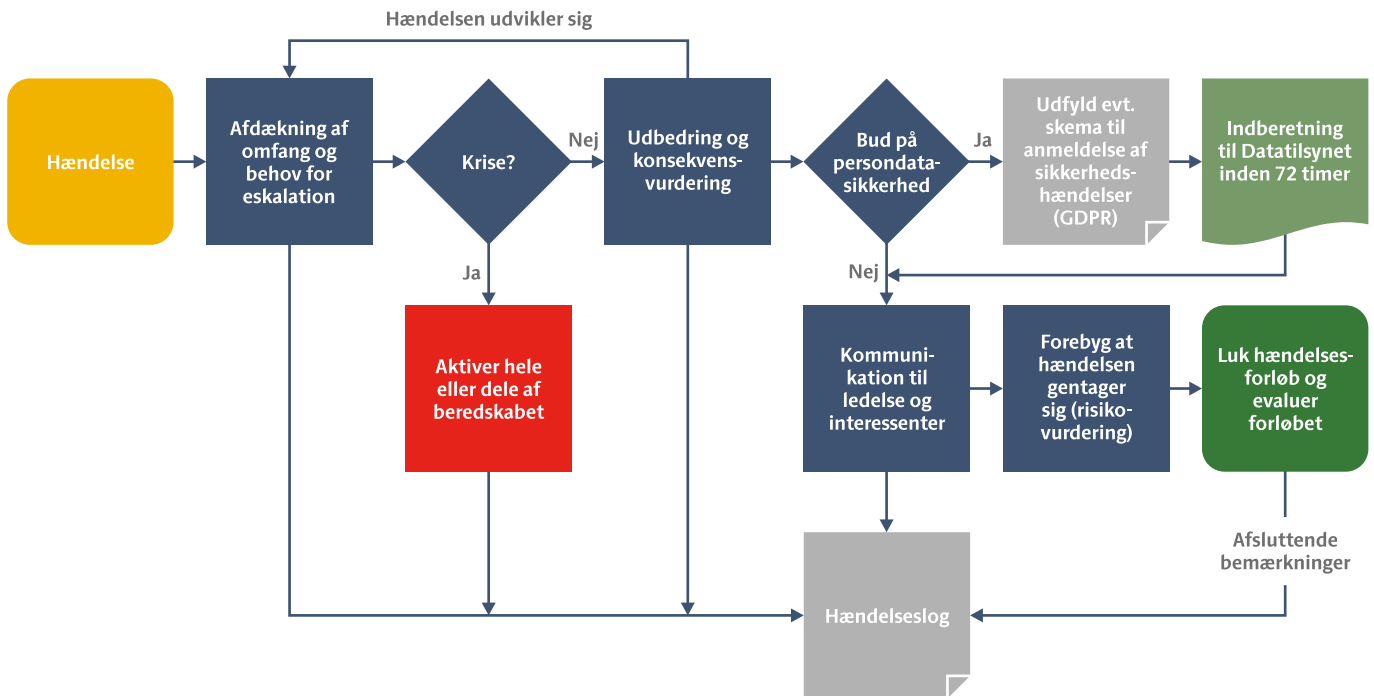 Hændelsen udvikler sig
Hændelse
Afdækning af
omfang og
behov for
eskalation
Krise?
Nej
Udbedring og
konsekvens-
vurdering
Bud på
persondata-
sikkerhed
Ja
Udfyld evt.
skema til
anmeldelse af
sikkerheds-
hændelser
(GDPR)
Indberetning
til Datatilsynet
inden 72 timer
Ja
Nej
Aktiver hele
eller dele af
beredskabet
Kommuni-
kation til
ledelse og
interessenter
Forebyg at
hændelsen
gentager
sig (risiko-
vurdering)
Luk hændelses-
forløb og
evaluer
forløbet
Afsluttende
bemærkninger
Hændelseslog